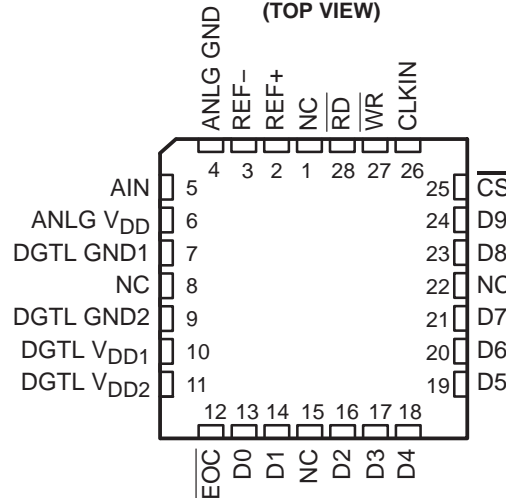 (TOP VIEW)
ANLG GND
REF−
REF+
NC
RD
WR
CLKIN
4 3 2 1 28 27 26
AIN 5
ANLG VDD 6
DGTL GND1 7
NC 8
DGTL GND2 9
DGTL VDD1 10
DGTL VDD2 11
25 CS
24 D9
23 D8
22 NC
21 D7
20 D6
19 D5
12 13 14 15 16 17 18
EOC
D0
D1
NC
D2
D3
D4